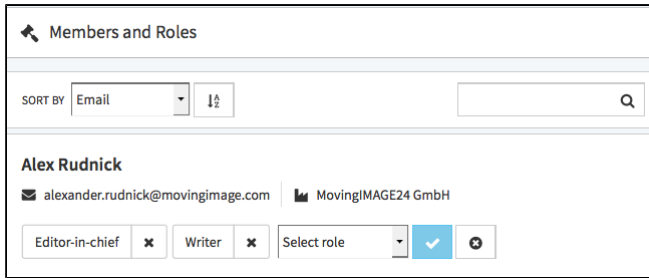 Members and Roles
SORT BY Email
Alex Rudnick
alexander.rudnick@movingimage.com MovingIMAGE24 GmbH
Editor-in-chief Writer Select role